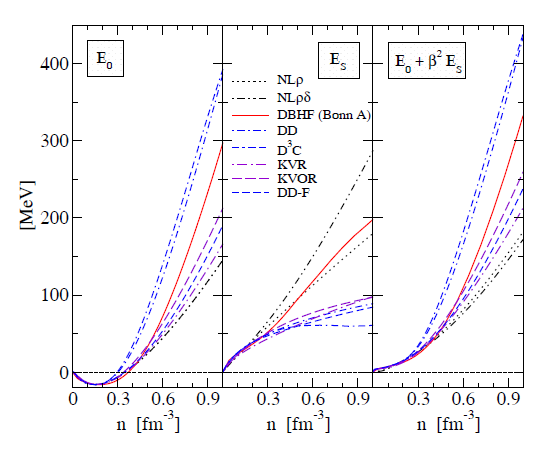 E₀
E_S
E₀ + β² E_S
NLρ
NLρδ
DBHF (Bonn A)
DD
D³C
KVR
KVOR
DD-F
[MeV]
400
300
200
100
0
0 0.3 0.6 0.9
0.3 0.6 0.9
0.3 0.6 0.9
n [fm⁻³]
n [fm⁻³]
n [fm⁻³]